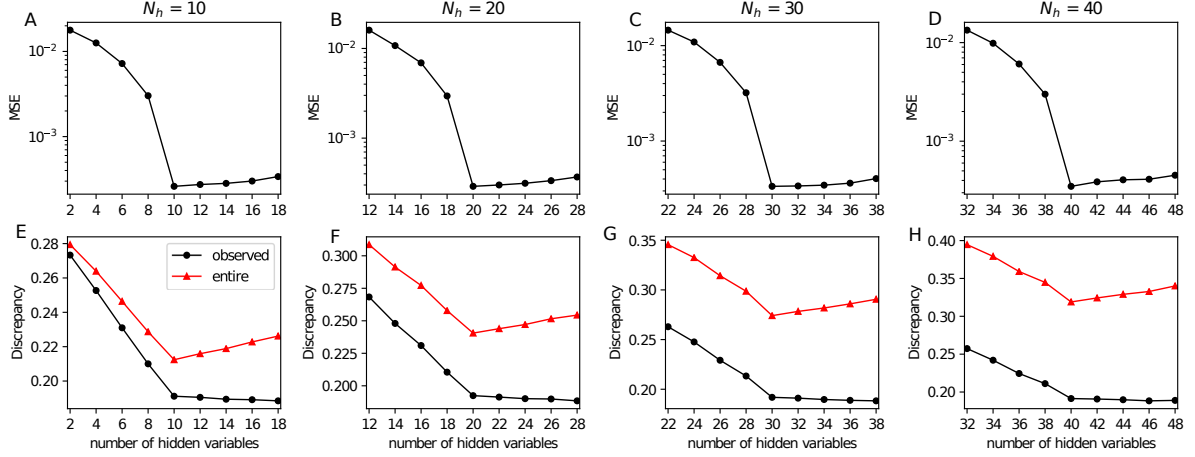 A
N_h = 10
B
N_h = 20
C
N_h = 30
D
N_h = 40
MSE
10⁻²
10⁻³
2 4 6 8 10 12 14 16 18
MSE
10⁻²
10⁻³
12 14 16 18 20 22 24 26 28
MSE
10⁻²
10⁻³
22 24 26 28 30 32 34 36 38
MSE
10⁻²
10⁻³
32 34 36 38 40 42 44 46 48
E
Discrepancy
0.28
0.26
0.24
0.22
0.20
observed
entire
2 4 6 8 10 12 14 16 18
number of hidden variables
F
Discrepancy
0.300
0.275
0.250
0.225
0.200
12 14 16 18 20 22 24 26 28
number of hidden variables
G
Discrepancy
0.35
0.30
0.25
0.20
22 24 26 28 30 32 34 36 38
number of hidden variables
H
Discrepancy
0.40
0.35
0.30
0.25
0.20
32 34 36 38 40 42 44 46 48
number of hidden variables